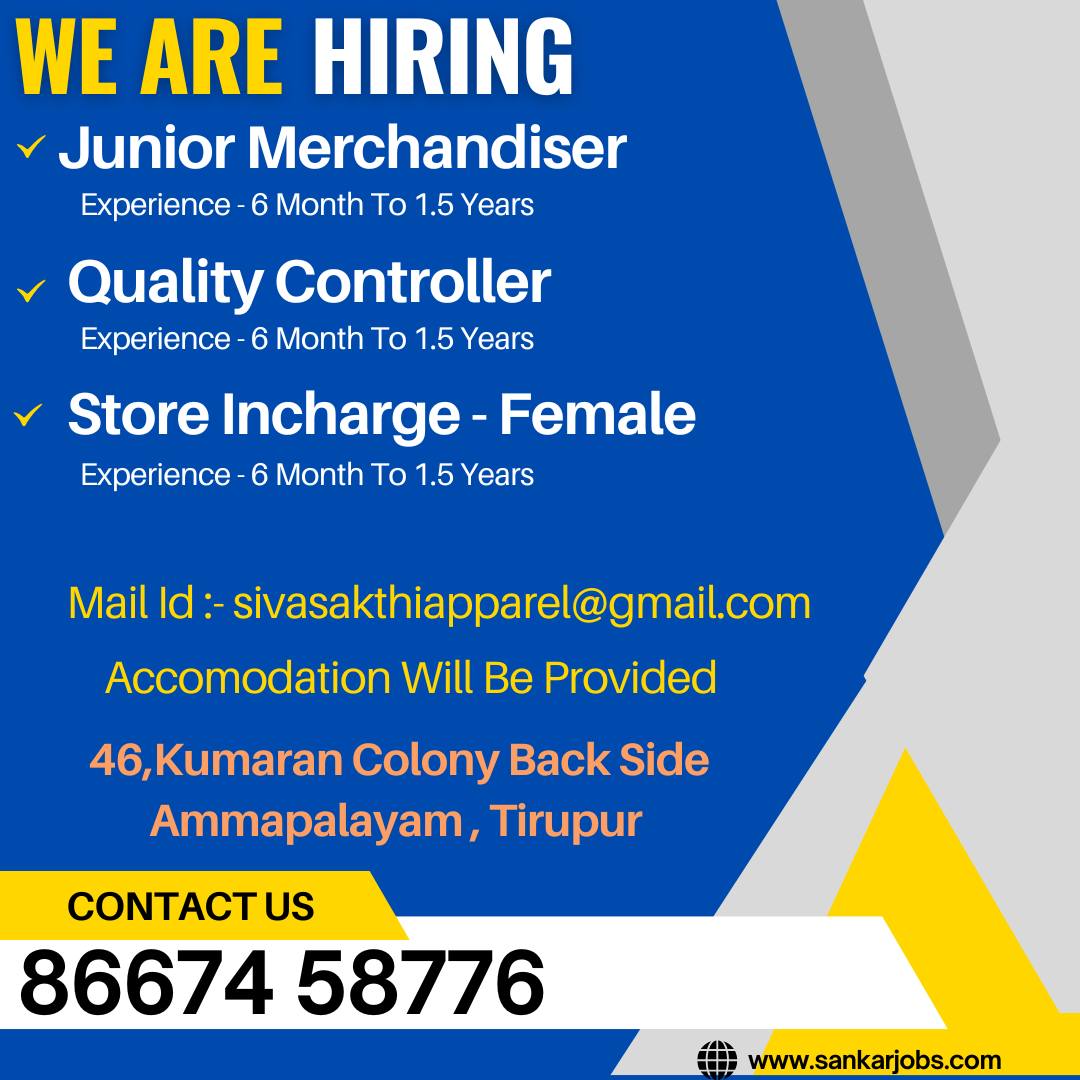 WE ARE HIRING
Junior Merchandiser
Experience - 6 Month To 1.5 Years
Quality Controller
Experience - 6 Month To 1.5 Years
Store Incharge - Female
Experience - 6 Month To 1.5 Years
Mail Id :- sivasakthiapparel@gmail.com
Accomodation Will Be Provided
46,Kumaran Colony Back Side
Ammapalayam , Tirupur
CONTACT US
86674 58776
www.sankarjobs.com